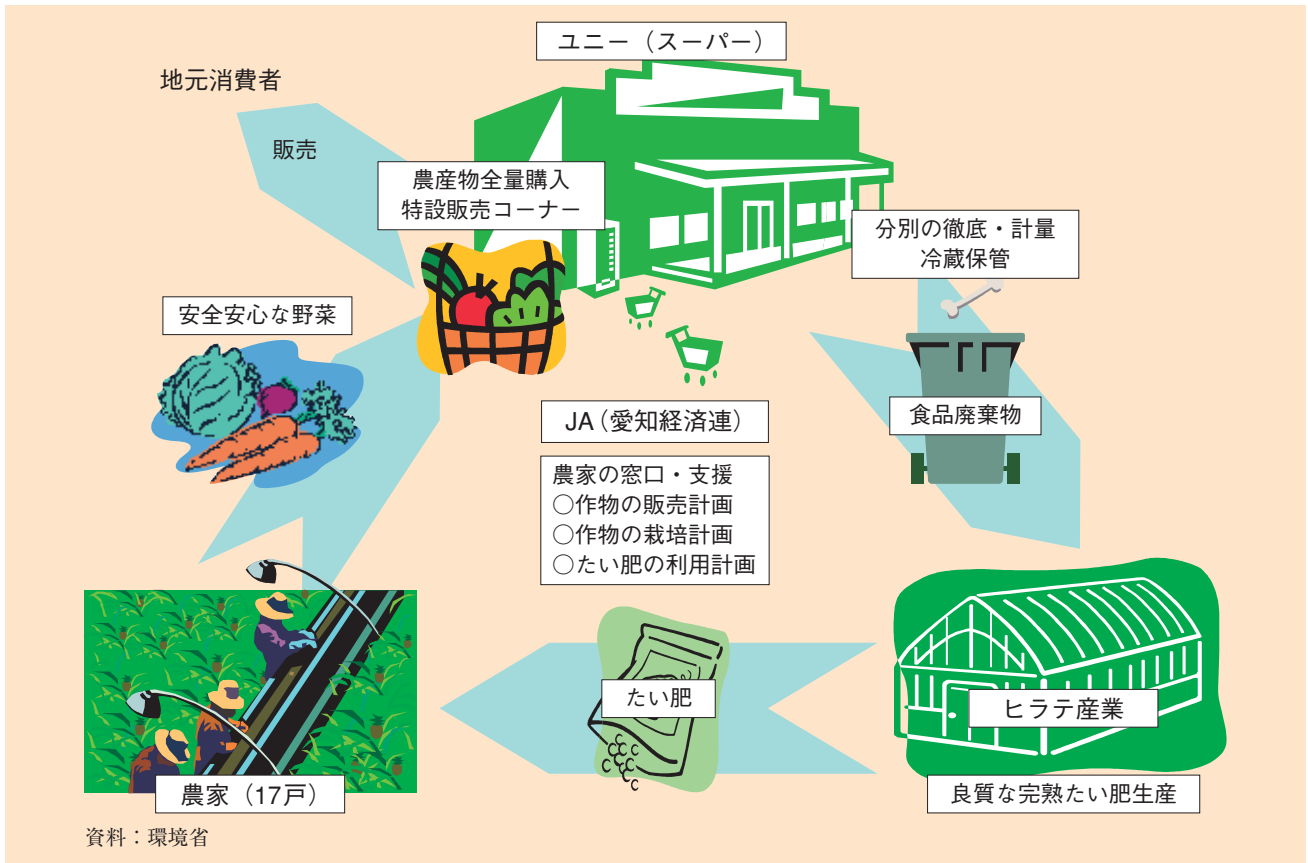 ユニー（スーパー）
地元消費者
販売
農産物全量購入
特設販売コーナー
分別の徹底・計量
冷蔵保管
安全安心な野菜
食品廃棄物
JA（愛知経済連）
農家の窓口・支援
○作物の販売計画
○作物の栽培計画
○たい肥の利用計画
たい肥
ヒラテ産業
農家（17戸）
良質な完熟たい肥生産
資料：環境省